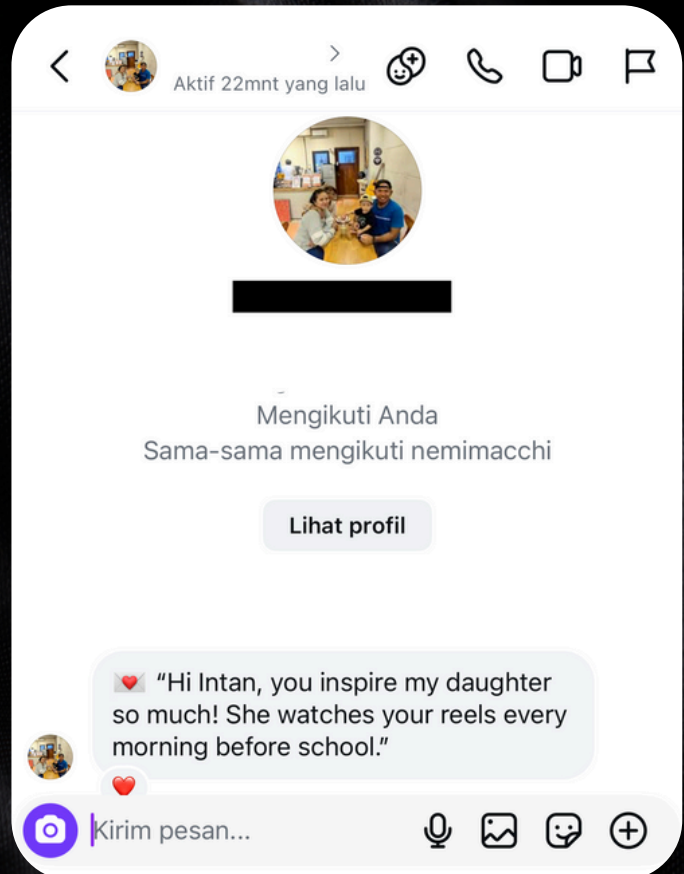 Aktif 22mnt yang lalu
Mengikuti Anda
Sama-sama mengikuti nemimacchi
Lihat profil
💌 “Hi Intan, you inspire my daughter
so much! She watches your reels every
morning before school.”
Kirim pesan...